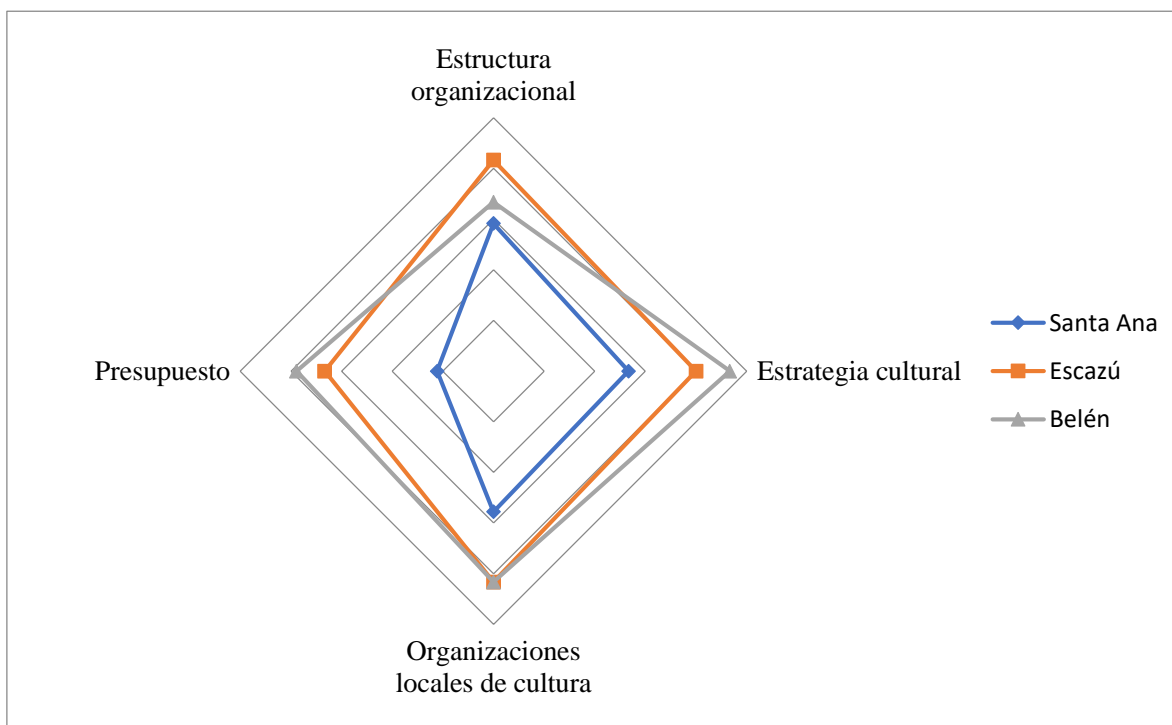 Estructura
organizacional
Presupuesto
Estrategia cultural
Organizaciones
locales de cultura
Santa Ana
Escazú
Belén